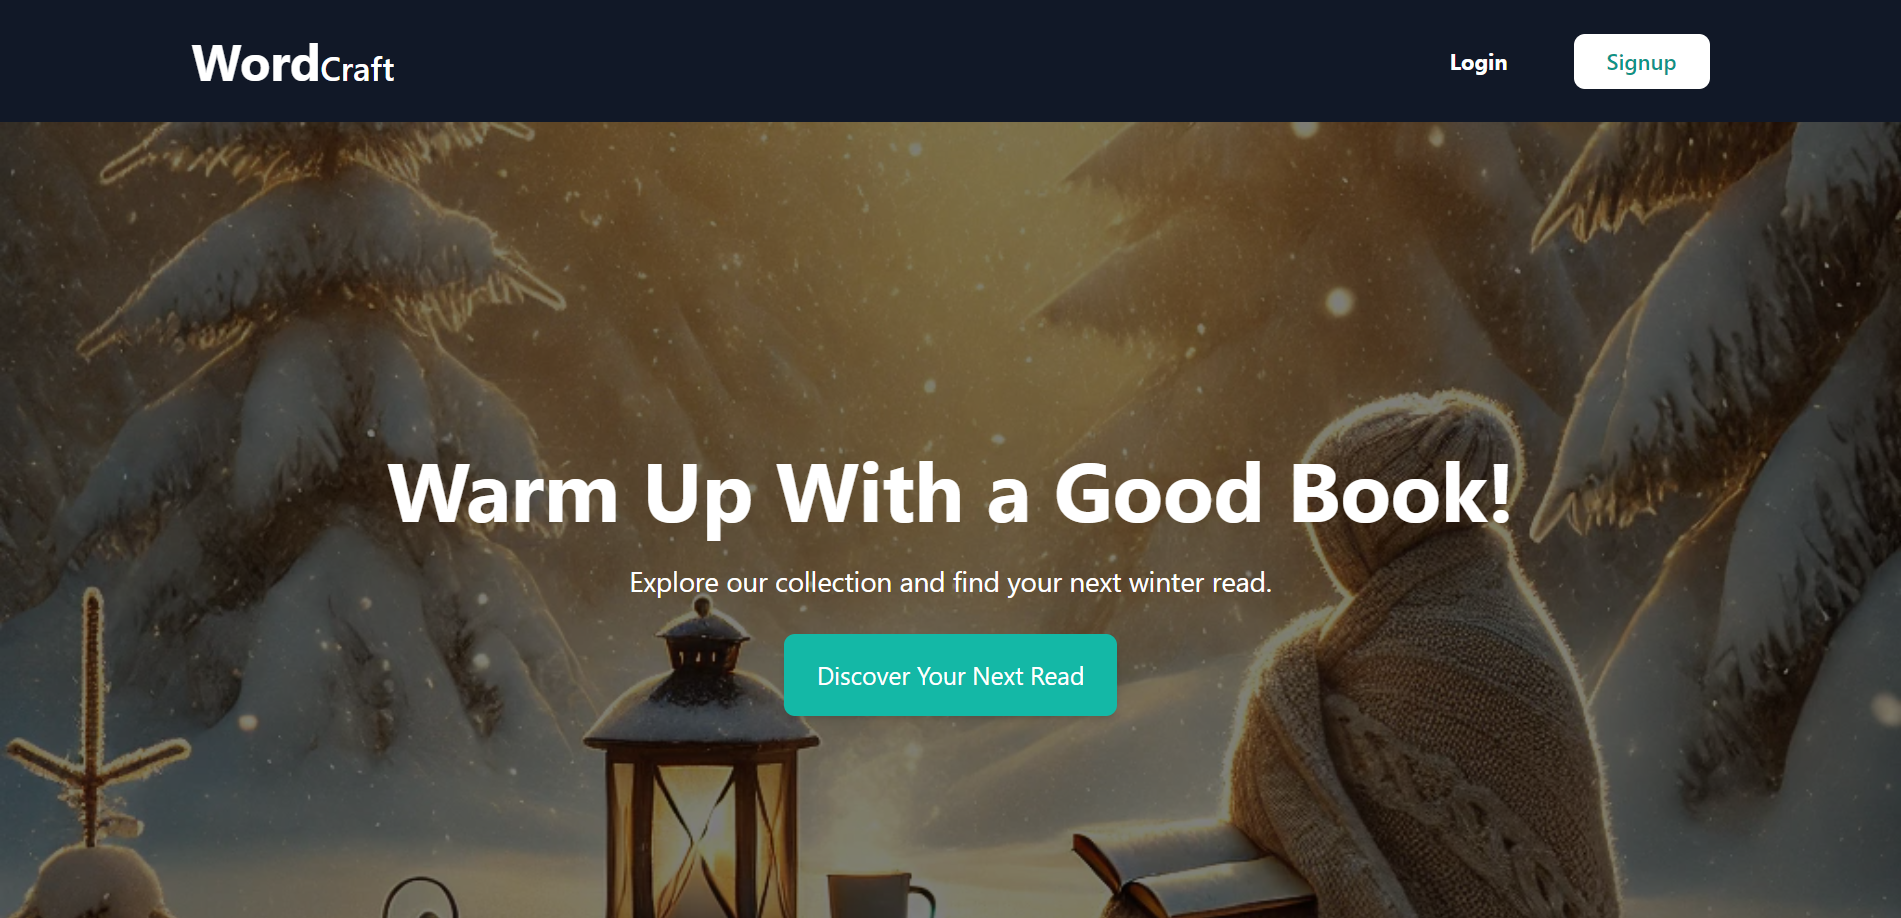 WordCraft
Login
Signup
Warm Up With a Good Book!
Explore our collection and find your next winter read.
Discover Your Next Read